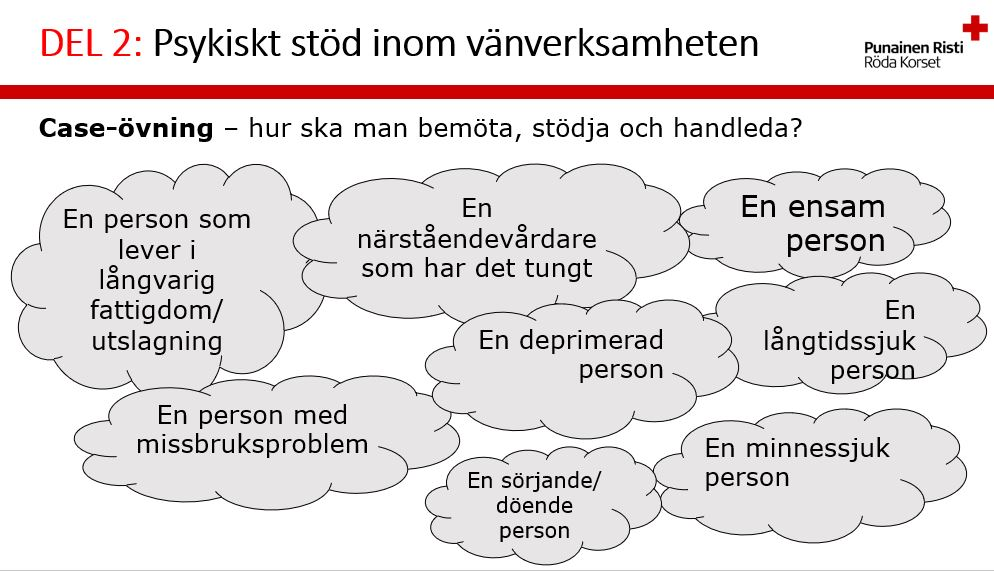 DEL 2: Psykiskt stöd inom vänverksamheten
Punainen Risti
Röda Korset
Case-övning – hur ska man bemöta, stödja och handleda?
En person som
lever i
långvarig
fattigdom/
utslagning
En
närståendevårdare
som har det tungt
En ensam
person
En deprimerad
person
En
långtidssjuk
person
En person med
missbruksproblem
En sörjande/
döende
person
En minnessjuk
person